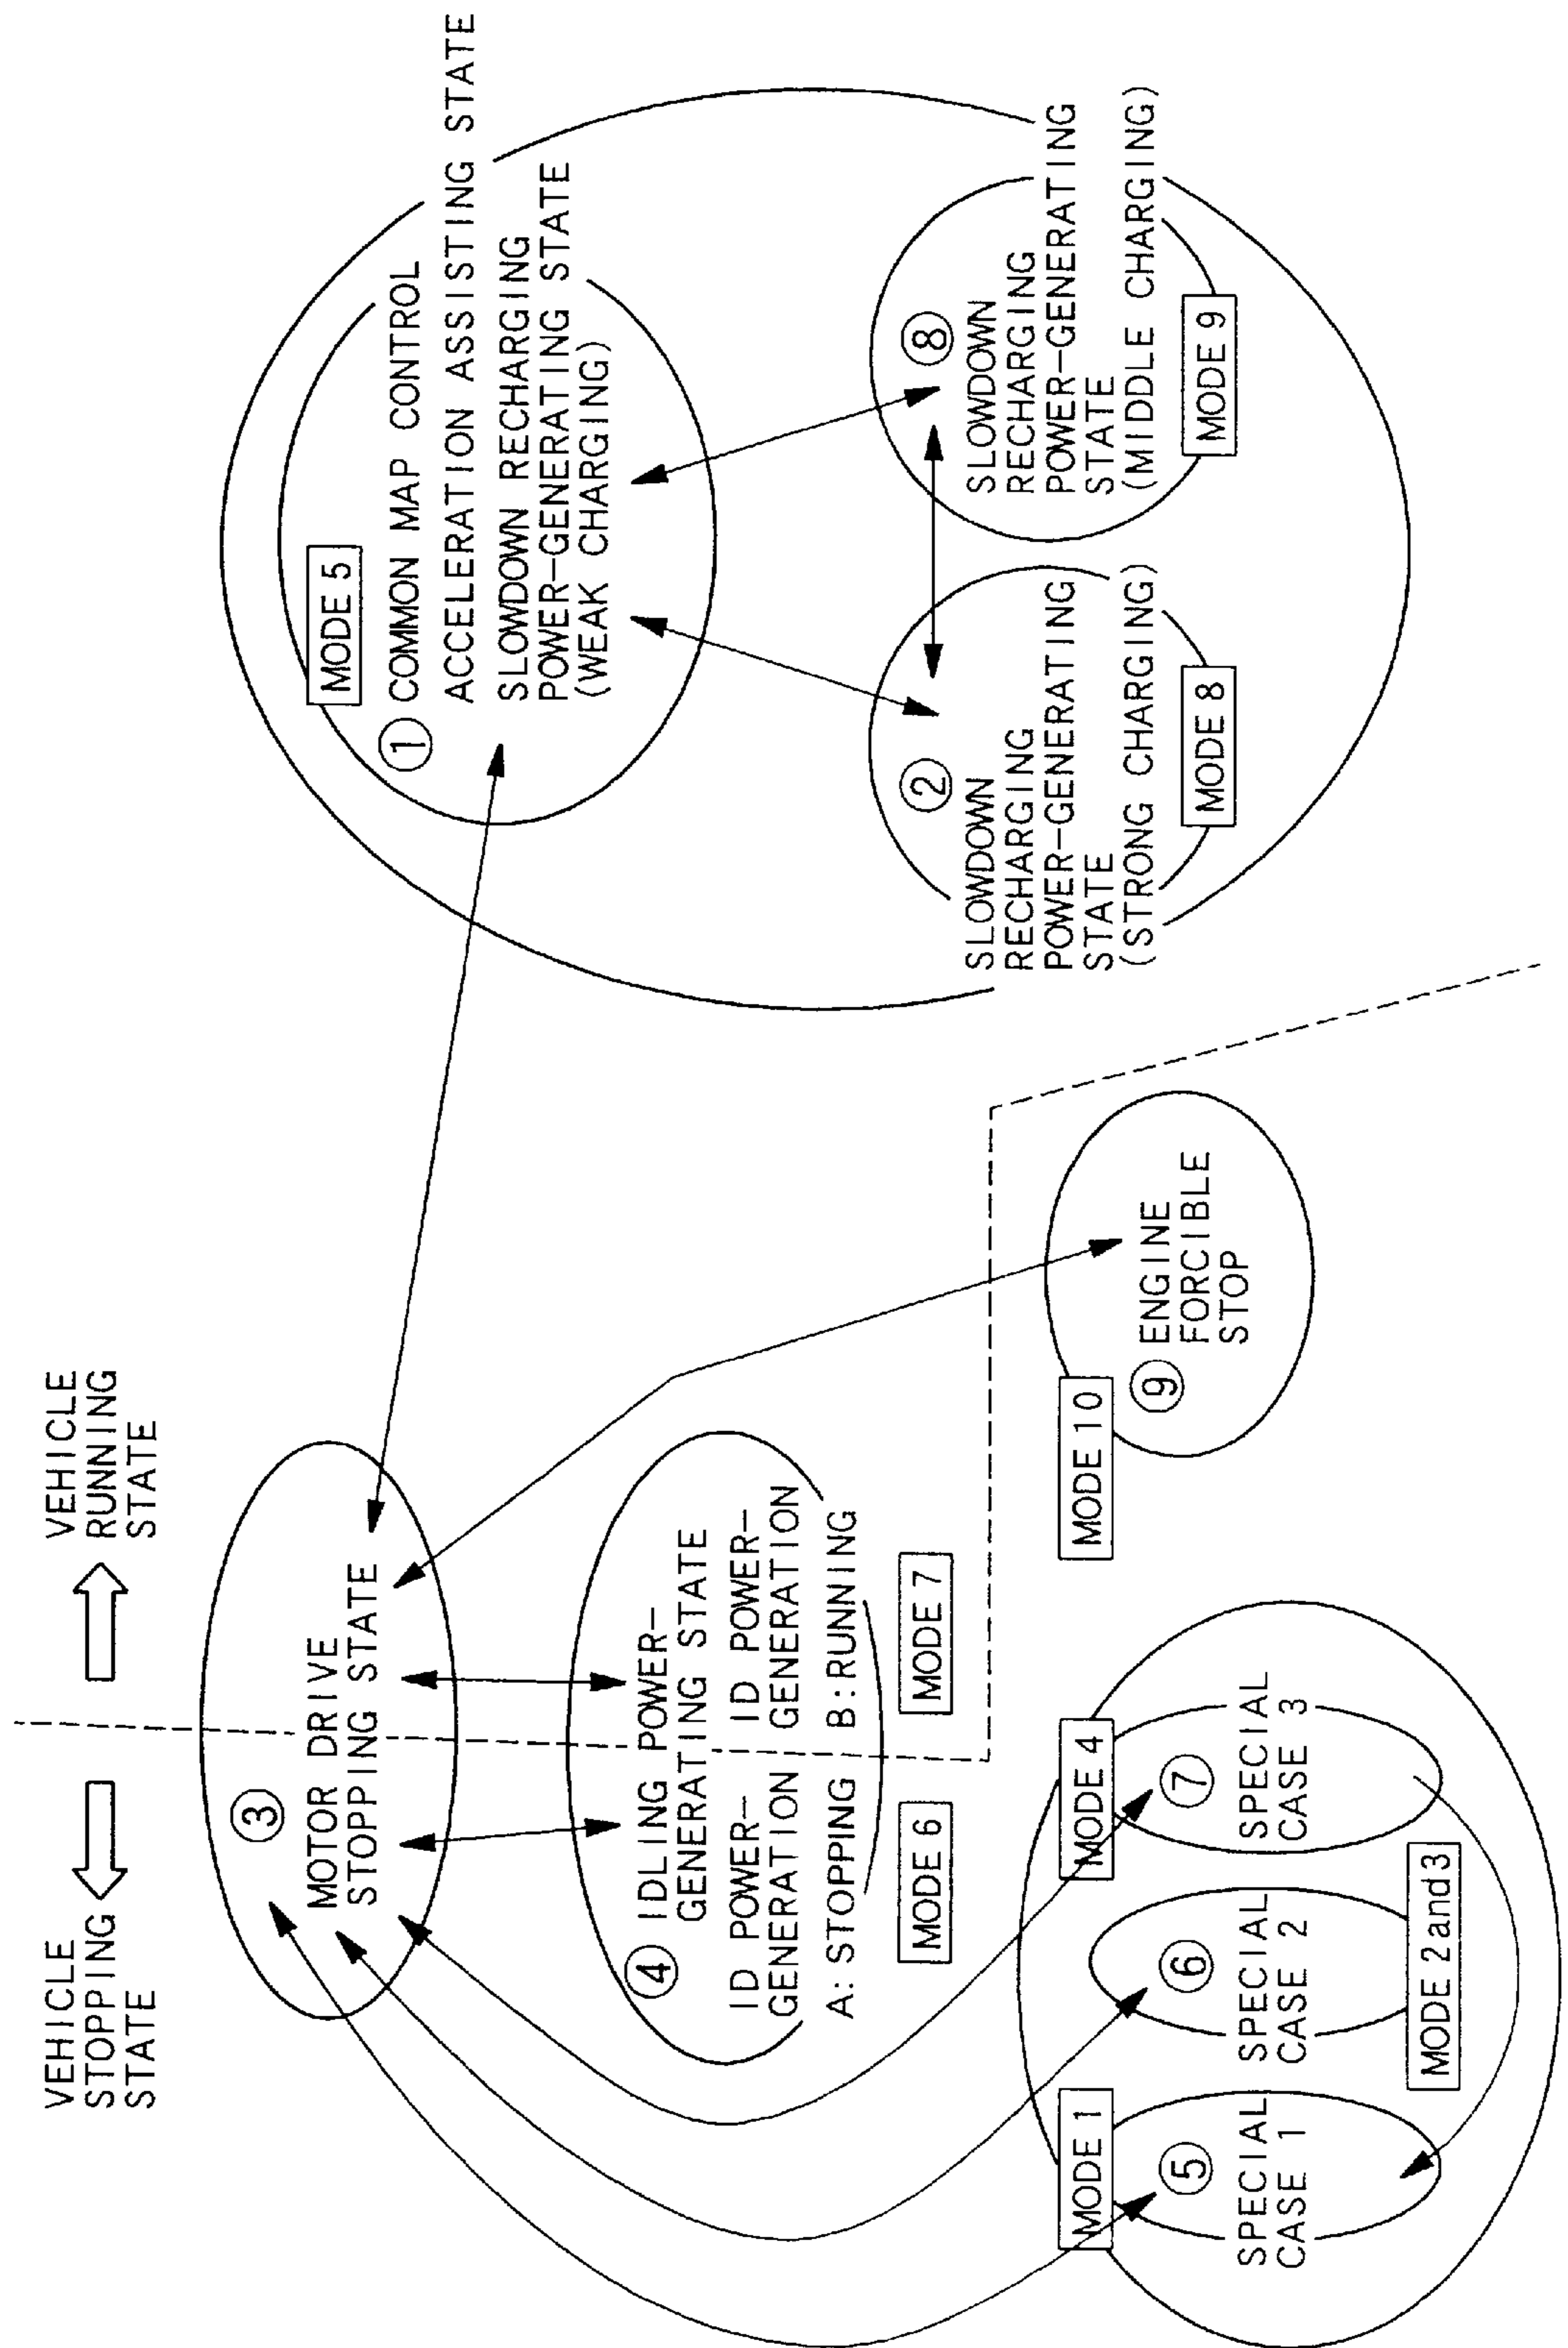 VEHICLE
STOPPING
STATE
VEHICLE
RUNNING
STATE
3
MOTOR DRIVE
STOPPING STATE
4
IDLING POWER-
GENERATING STATE
ID POWER-
GENERATION
A:STOPPING
ID POWER-
GENERATION
B:RUNNING
MODE 6
MODE 7
MODE 1
5
SPECIAL
CASE 1
6
SPECIAL
CASE 2
MODE 2and3
MODE 4
7
SPECIAL
CASE 3
MODE 10
9
ENGINE
FORCIBLE
STOP
MODE 5
1
COMMON MAP CONTROL
ACCELERATION ASSISTING STATE
SLOWDOWN RECHARGING
POWER-GENERATING STATE
(WEAK CHARGING)
2
SLOWDOWN
RECHARGING
POWER-GENERATING
STATE
(STRONG CHARGING)
MODE 8
8
SLOWDOWN
RECHARGING
POWER-GENERATING
STATE
(MIDDLE CHARGING)
MODE 9